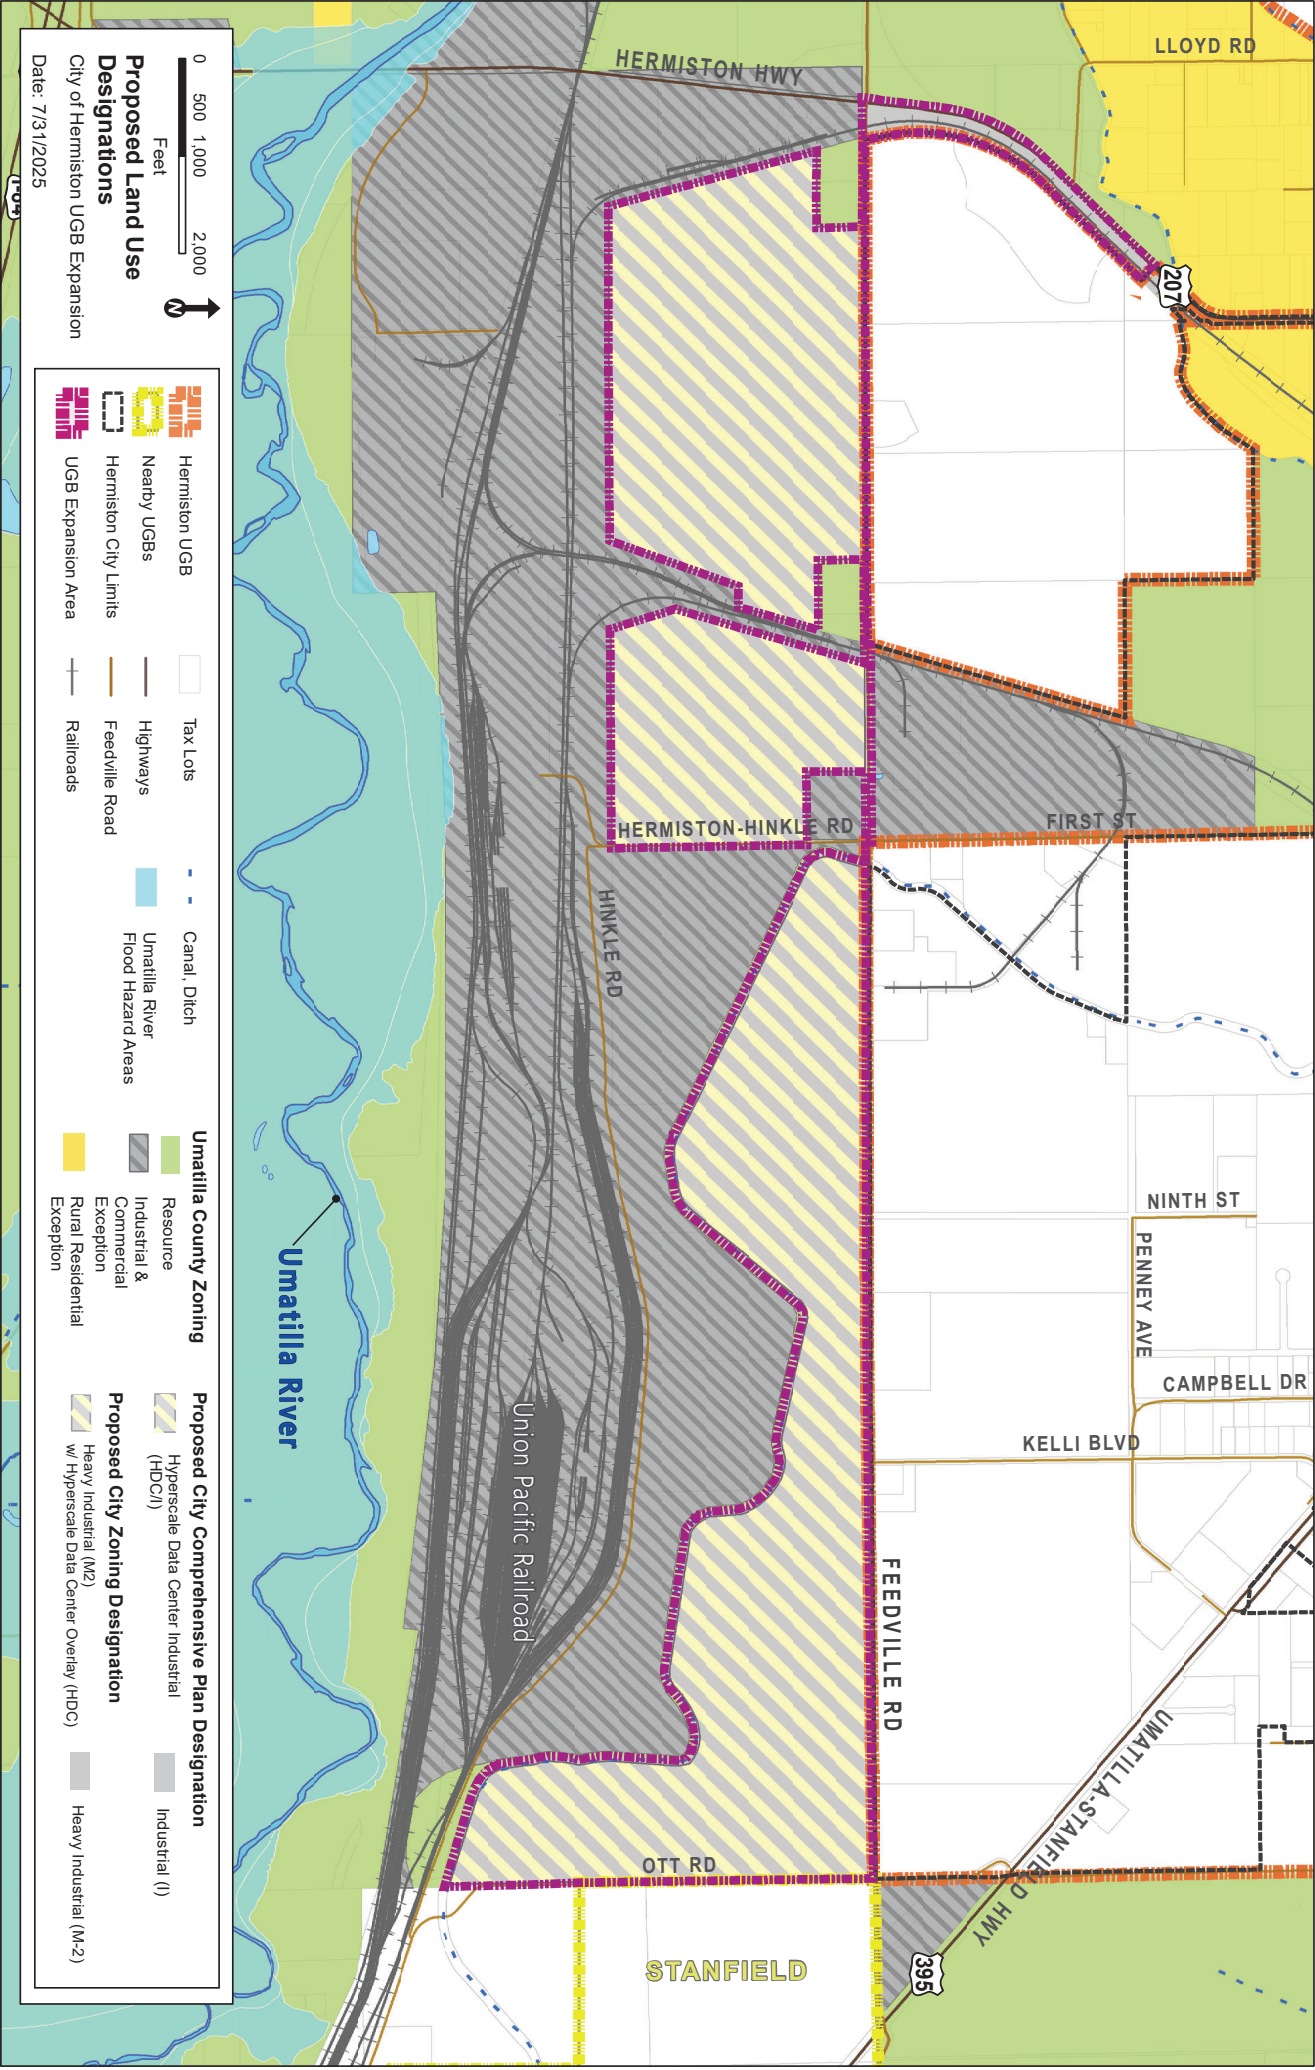 LLOYD RD
HERMISTON HWY
207
HERMISTON-HINKLE RD
FIRST ST
HINKLE RD
NINTH ST
PENNEY AVE
CAMPBELL DR
KELLI BLVD
FEEDVILLE RD
UMATILLA-STANFIELD HWY
OTT RD
395
STANFIELD
Union Pacific Railroad
Umatilla River
I-84
0 500 1,000 2,000
Feet
N
Proposed Land Use
Designations
City of Hermiston UGB Expansion
Date: 7/31/2025
Hermiston UGB
Nearby UGBs
Hermiston City Limits
UGB Expansion Area
Tax Lots
Highways
Feedville Road
Railroads
Canal, Ditch
Umatilla River
Flood Hazard Areas
Umatilla County Zoning
Resource
Industrial &
Commercial
Exception
Rural Residential
Exception
Proposed City Comprehensive Plan Designation
Hyperscale Data Center Industrial
(HDC/I)
Industrial (I)
Proposed City Zoning Designation
Heavy Industrial (M2)
w/ Hyperscale Data Center Overlay (HDC)
Heavy Industrial (M-2)